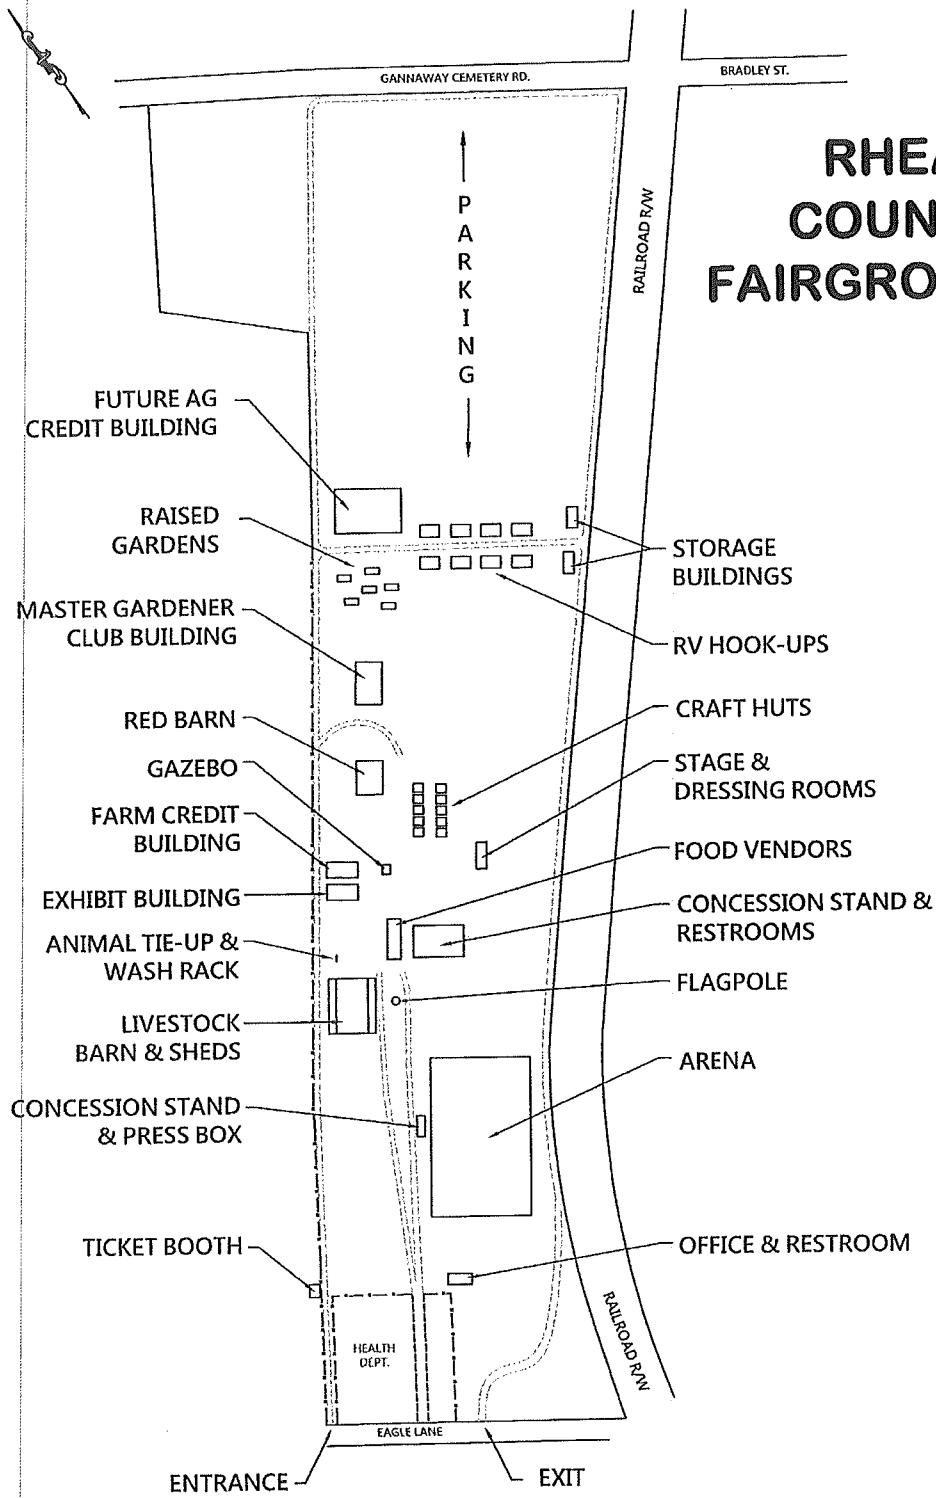 GANNAWAY CEMETERY RD.
BRADLEY ST.
RHEA
COUN
FAIRGRO
RAILROAD R/W
PARKING
FUTURE AG
CREDIT BUILDING
RAISED
GARDENS
STORAGE
BUILDINGS
MASTER GARDENER
CLUB BUILDING
RV HOOK-UPS
RED BARN
CRAFT HUTS
GAZEBO
STAGE &
DRESSING ROOMS
FARM CREDIT
BUILDING
FOOD VENDORS
EXHIBIT BUILDING
CONCESSION STAND &
RESTROOMS
ANIMAL TIE-UP &
WASH RACK
FLAGPOLE
LIVESTOCK
BARN & SHEDS
ARENA
CONCESSION STAND
& PRESS BOX
TICKET BOOTH
OFFICE & RESTROOM
HEALTH
DEPT.
RAILROAD R/W
EAGLE LANE
ENTRANCE
EXIT